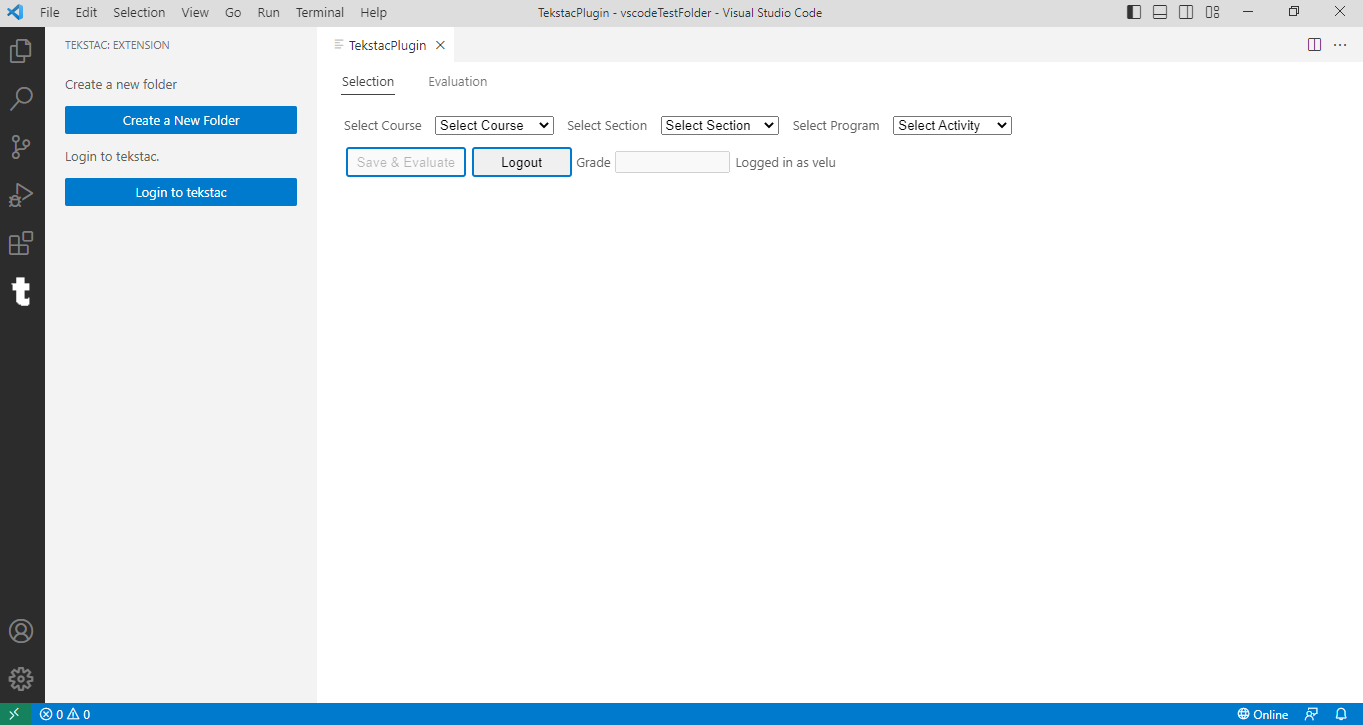 File Edit Selection View Go Run Terminal Help
TekstacPlugin - vscodeTestFolder - Visual Studio Code
TEKSTAC: EXTENSION
Create a new folder
Create a New Folder
Login to tekstac.
Login to tekstac
TekstacPlugin
Selection Evaluation
Select Course Select Course Select Section Select Section Select Program Select Activity
Save & Evaluate Logout Grade Logged in as velu
0 0
Online